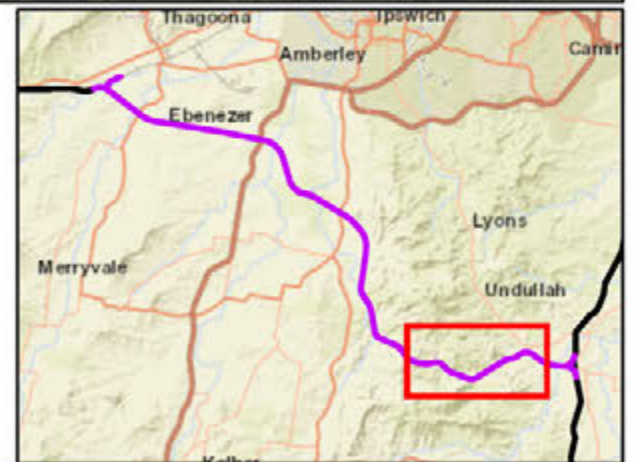 Thagoona
Ipswich
Amberley
Ebenezer
Lyons
Merryvale
Undullah